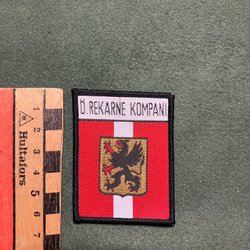 Ö.REKARNE KOMPANI
Hultafors
1 2 3 4 5 6 7